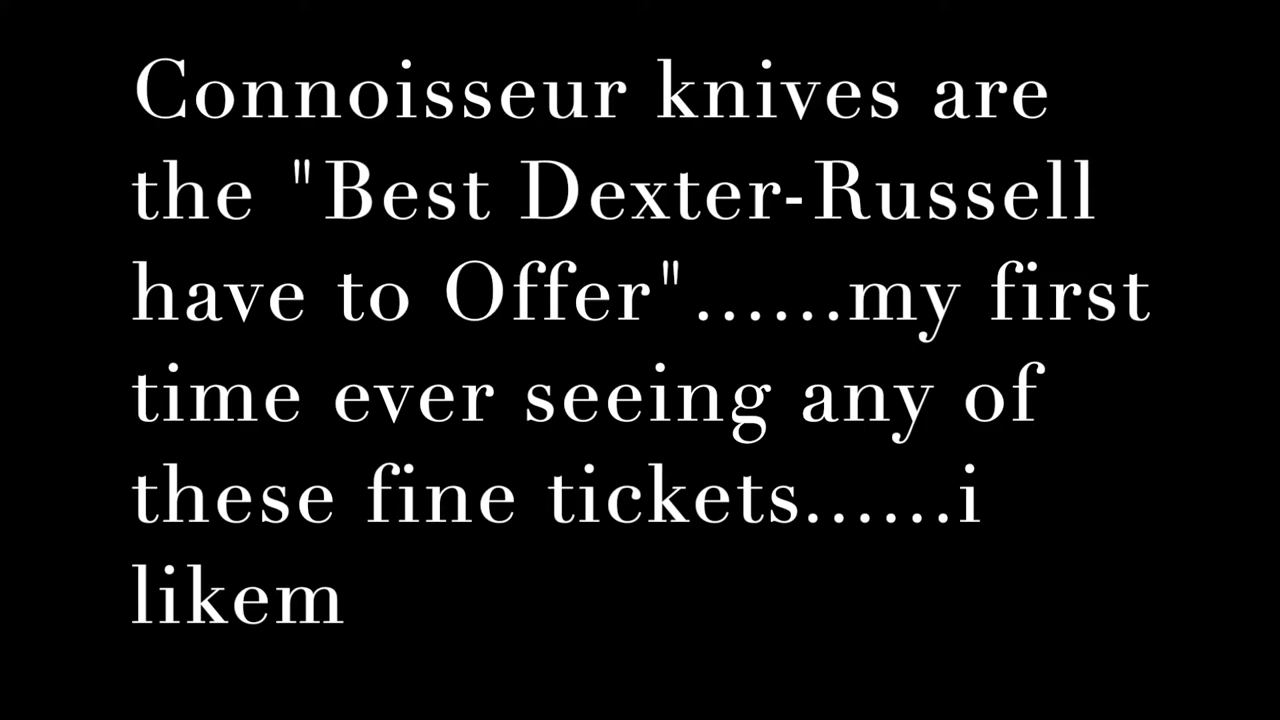 Connoisseur knives are
the "Best Dexter-Russell
have to Offer"......my first
time ever seeing any of
these fine tickets......i
likem